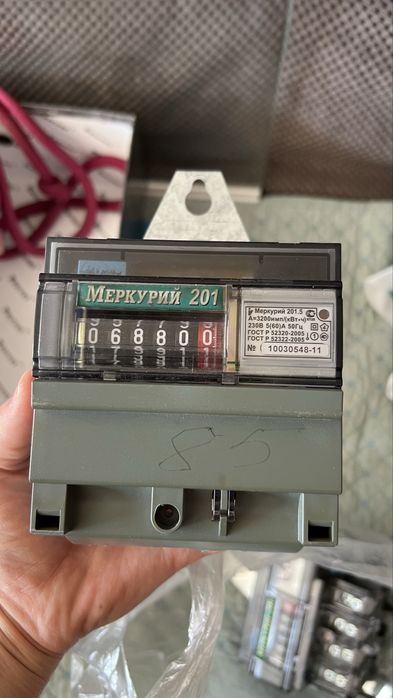 МЕРКУРИЙ 201
068800
Меркурий 201.5
А=3200имп/(кВт•ч)
230В 5(60)А 50Гц
ГОСТ Р 52320-2005
ГОСТ Р 52322-2005
№ 10030548-11
85